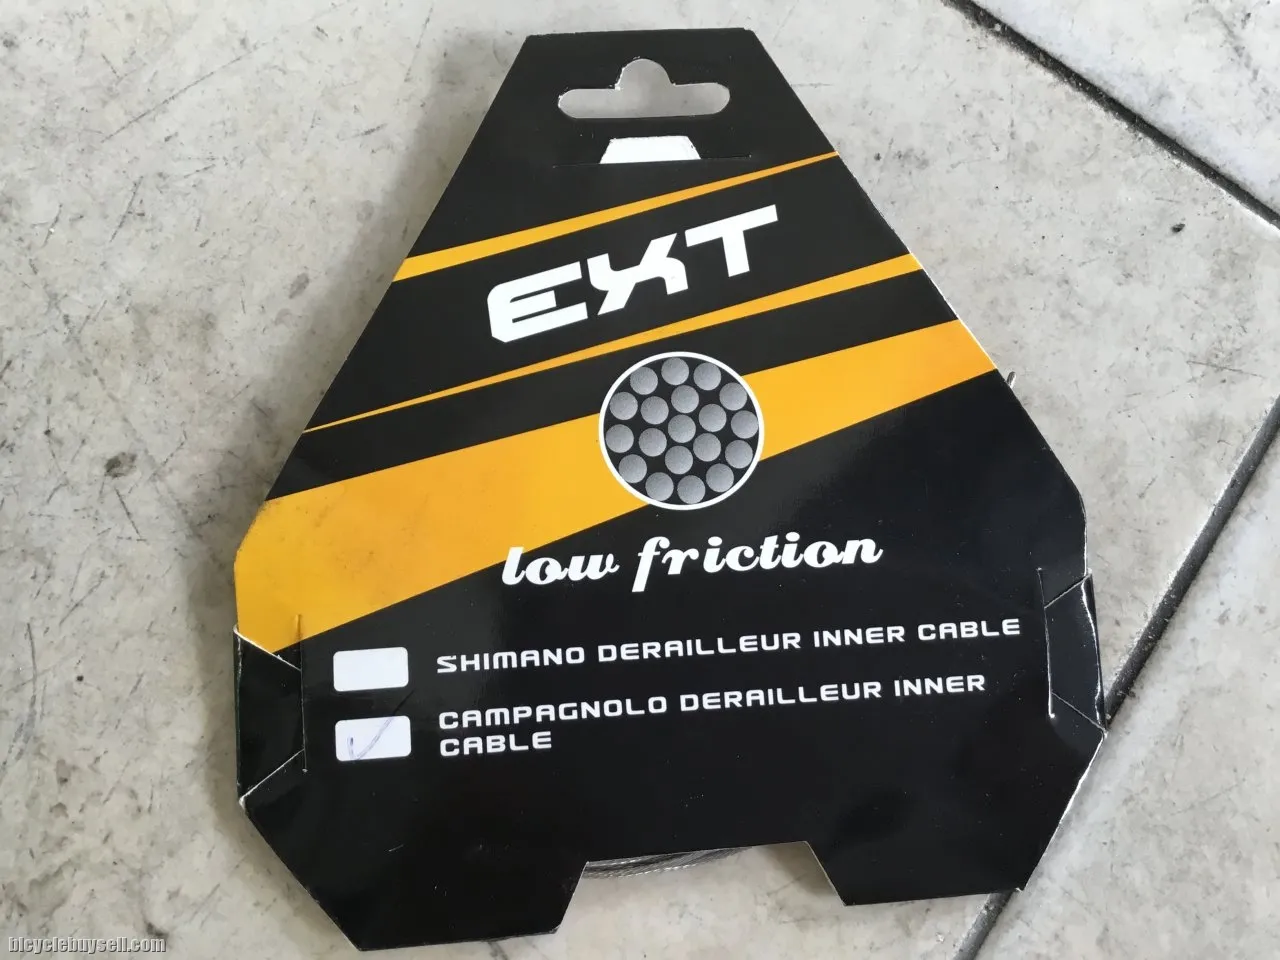 EXT
low friction
SHIMANO DERAILLEUR INNER CABLE
CAMPAGNOLO DERAILLEUR INNER
CABLE
bicyclebuysell.com